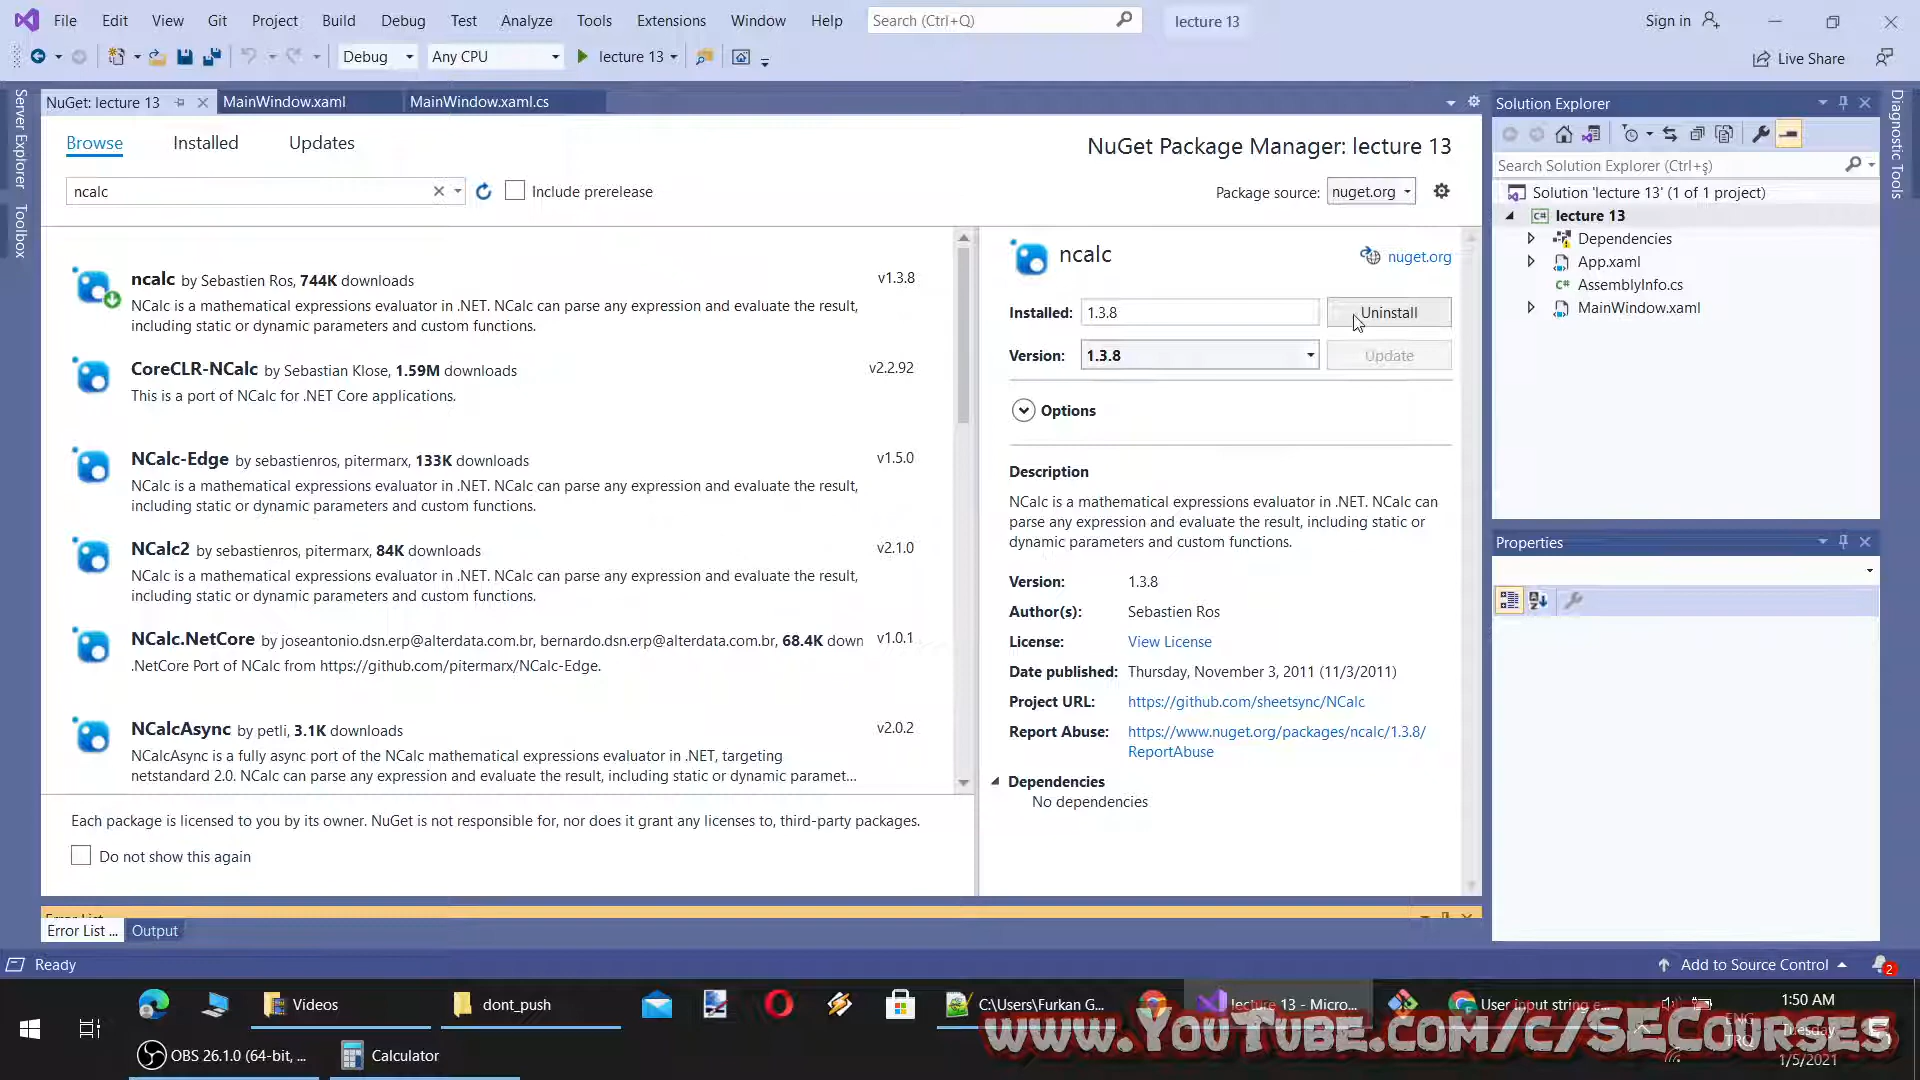 File Edit View Git Project Build Debug Test Analyze Tools Extensions Window Help Search (Ctrl+Q) lecture 13 Sign in
Debug Any CPU lecture 13 Live Share
Server Explorer
Toolbox
NuGet: lecture 13 MainWindow.xaml MainWindow.xaml.cs
Browse Installed Updates
NuGet Package Manager: lecture 13
ncalc
Include prerelease
Package source: nuget.org
ncalc by Sebastien Ros, 744K downloads v1.3.8
NCalc is a mathematical expressions evaluator in .NET. NCalc can parse any expression and evaluate the result,
including static or dynamic parameters and custom functions.
CoreCLR-NCalc by Sebastian Klose, 1.59M downloads v2.2.92
This is a port of NCalc for .NET Core applications.
NCalc-Edge by sebastienros, pitermarx, 133K downloads v1.5.0
NCalc is a mathematical expressions evaluator in .NET. NCalc can parse any expression and evaluate the result,
including static or dynamic parameters and custom functions.
NCalc2 by sebastienros, pitermarx, 84K downloads v2.1.0
NCalc is a mathematical expressions evaluator in .NET. NCalc can parse any expression and evaluate the result,
including static or dynamic parameters and custom functions.
NCalc.NetCore by joseantonio.dsn.erp@alterdata.com.br, bernardo.dsn.erp@alterdata.com.br, 68.4K down v1.0.1
.NetCore Port of NCalc from https://github.com/pitermarx/NCalc-Edge.
NCalcAsync by petli, 3.1K downloads v2.0.2
NCalcAsync is a fully async port of the NCalc mathematical expressions evaluator in .NET, targeting
netstandard 2.0. NCalc can parse any expression and evaluate the result, including static or dynamic paramet...
Each package is licensed to you by its owner. NuGet is not responsible for, nor does it grant any licenses to, third-party packages.
Do not show this again
ncalc nuget.org
Installed: 1.3.8 Uninstall
Version: 1.3.8 Update
Options
Description
NCalc is a mathematical expressions evaluator in .NET. NCalc can
parse any expression and evaluate the result, including static or
dynamic parameters and custom functions.
Version: 1.3.8
Author(s): Sebastien Ros
License: View License
Date published: Thursday, November 3, 2011 (11/3/2011)
Project URL: https://github.com/sheetsync/NCalc
Report Abuse: https://www.nuget.org/packages/ncalc/1.3.8/
ReportAbuse
Dependencies
No dependencies
Solution Explorer
Search Solution Explorer (Ctrl+ş)
Solution 'lecture 13' (1 of 1 project)
lecture 13
Dependencies
App.xaml
AssemblyInfo.cs
MainWindow.xaml
Properties
Diagnostic Tools
Error List ... Output
Ready Add to Source Control 2
Videos dont_push C:\Users\Furkan G... lecture 13 - Micro... User input string e... 1:50 AM
ENG Tuesday
TRQ
1/5/2021
OBS 26.1.0 (64-bit, ... Calculator
www.YouTube.com/c/SECourses